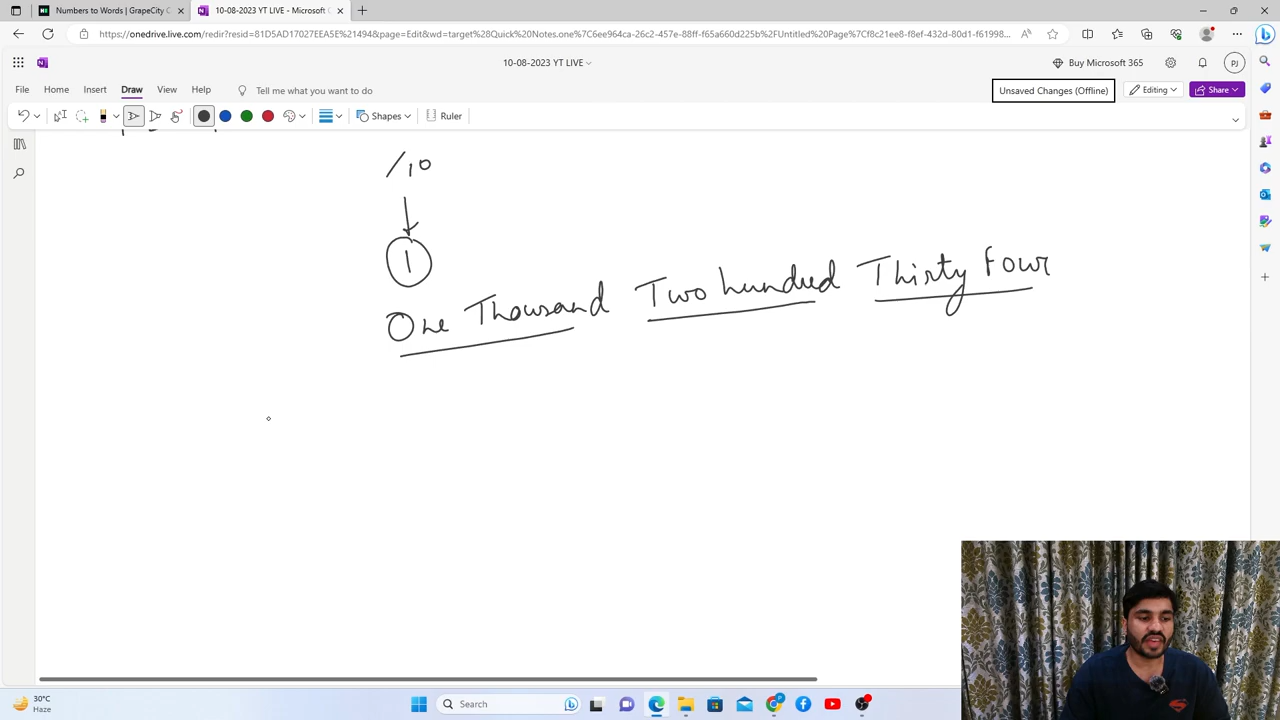 Numbers to Words | GrapeCity C
10-08-2023 YT LIVE - Microsoft O
https://onedrive.live.com/redir?resid=81D5AD17027EEA5E%21494&page=Edit&wd=target%28Quick%20Notes.one%7C6ee964ca-26c2-457e-88ff-f65a660d225b%2FUntitled%20Page%7Cf8c21ee8-f8ef-432d-80d1-f61998...
10-08-2023 YT LIVE
Buy Microsoft 365
PJ
File Home Insert Draw View Help Tell me what you want to do
Unsaved Changes (Offline)
Editing
Share
Shapes
Ruler
/10
1
One Thousand Two hundred Thirty Four
30°C
Haze
Search